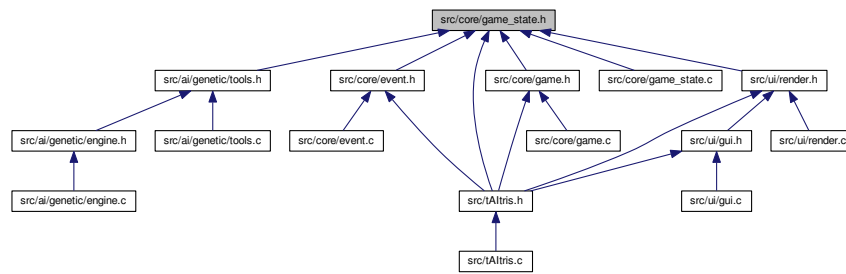 src/core/game_state.h
src/ai/genetic/tools.h
src/core/event.h
src/core/game.h
src/core/game_state.c
src/ui/render.h
src/ai/genetic/engine.h
src/ai/genetic/tools.c
src/core/event.c
src/core/game.c
src/ui/gui.h
src/ui/render.c
src/ai/genetic/engine.c
src/tAItris.h
src/ui/gui.c
src/tAItris.c